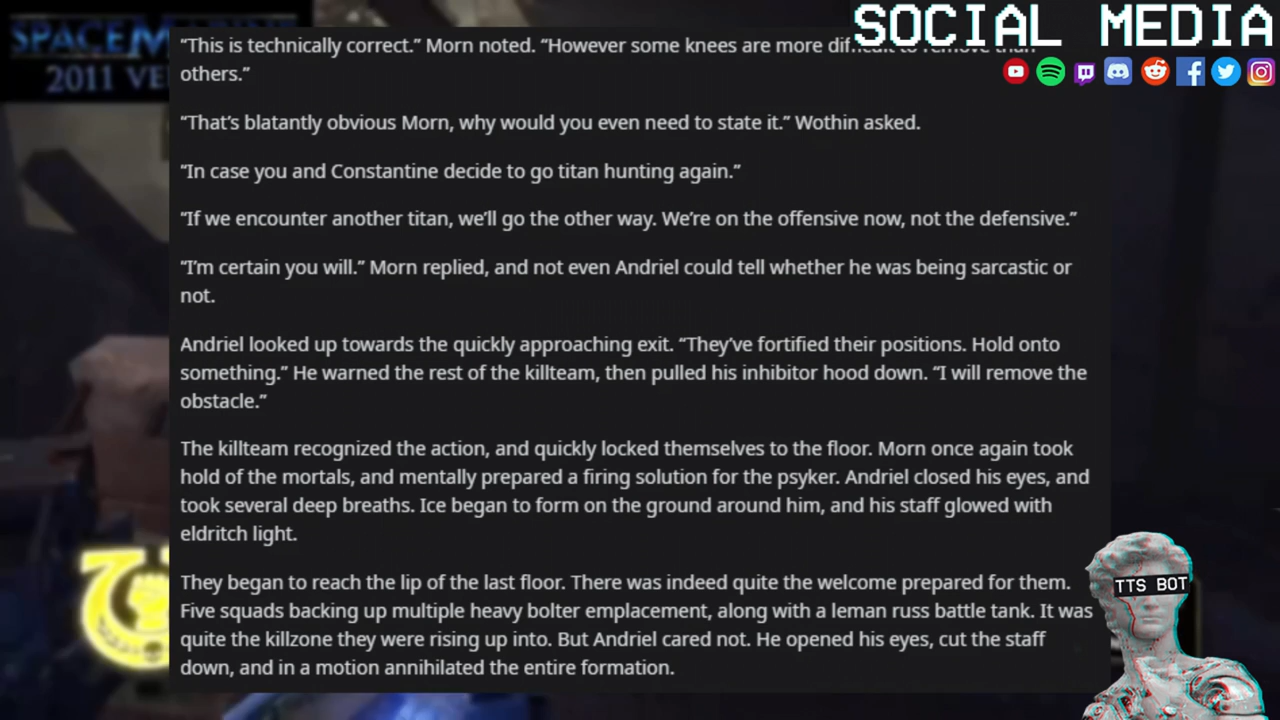 SPACEM
2011 VE
SOCIAL MEDIA
“This is technically correct.” Morn noted. “However some knees are more difficult to remove than
others.”
“That’s blatantly obvious Morn, why would you even need to state it.” Wothin asked.
“In case you and Constantine decide to go titan hunting again.”
“If we encounter another titan, we’ll go the other way. We’re on the offensive now, not the defensive.”
“I’m certain you will.” Morn replied, and not even Andriel could tell whether he was being sarcastic or
not.
Andriel looked up towards the quickly approaching exit. “They’ve fortified their positions. Hold onto
something.” He warned the rest of the killteam, then pulled his inhibitor hood down. “I will remove the
obstacle.”
The killteam recognized the action, and quickly locked themselves to the floor. Morn once again took
hold of the mortals, and mentally prepared a firing solution for the psyker. Andriel closed his eyes, and
took several deep breaths. Ice began to form on the ground around him, and his staff glowed with
eldritch light.
They began to reach the lip of the last floor. There was indeed quite the welcome prepared for them.
Five squads backing up multiple heavy bolter emplacement, along with a leman russ battle tank. It was
quite the killzone they were rising up into. But Andriel cared not. He opened his eyes, cut the staff
down, and in a motion annihilated the entire formation.
TTS BOT